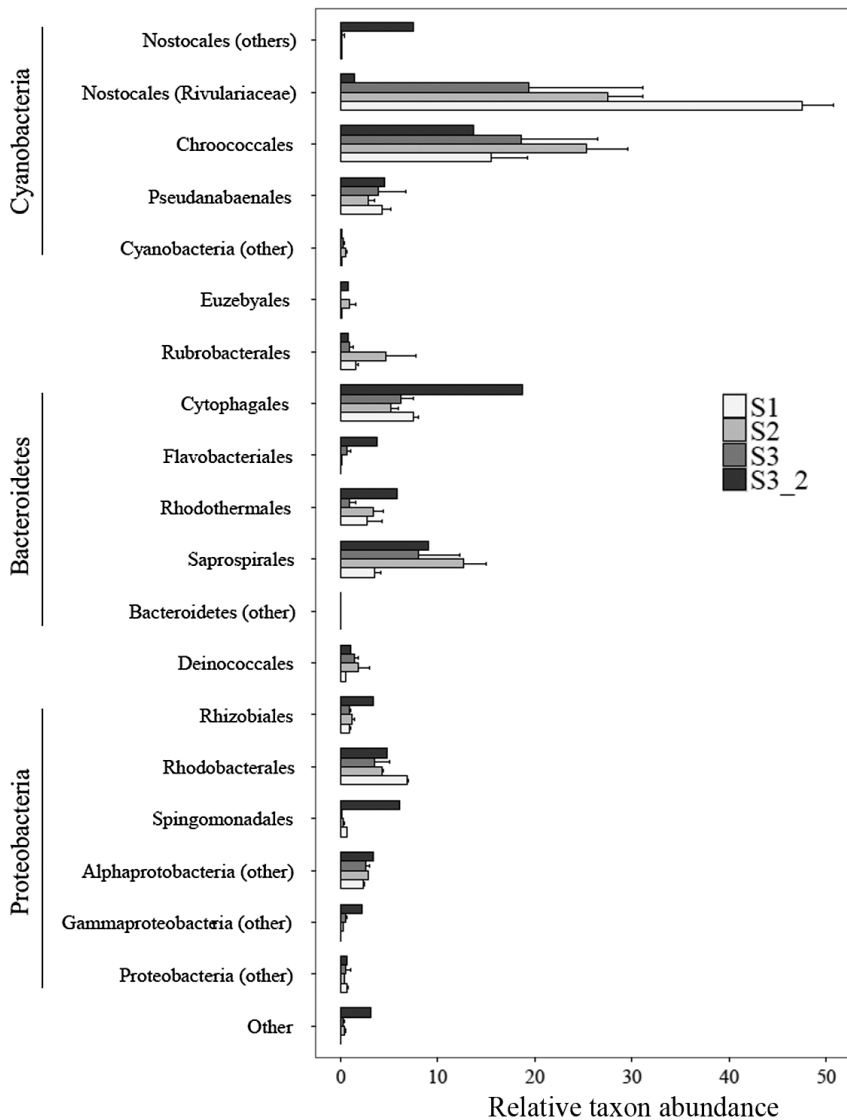 Cyanobacteria
Nostocales (others)
Nostocales (Rivulariaceae)
Chroococcales
Pseudanabaenales
Cyanobacteria (other)
Euzebyales
Rubrobacterales
Bacteroidetes
Cytophagales
Flavobacteriales
Rhodothermales
Saprospirales
Bacteroidetes (other)
Deinococcales
Proteobacteria
Rhizobiales
Rhodobacterales
Spingomonadales
Alphaprotobacteria (other)
Gammaproteobacteria (other)
Proteobacteria (other)
Other
S1
S2
S3
S3_2
0 10 20 30 40 50
Relative taxon abundance